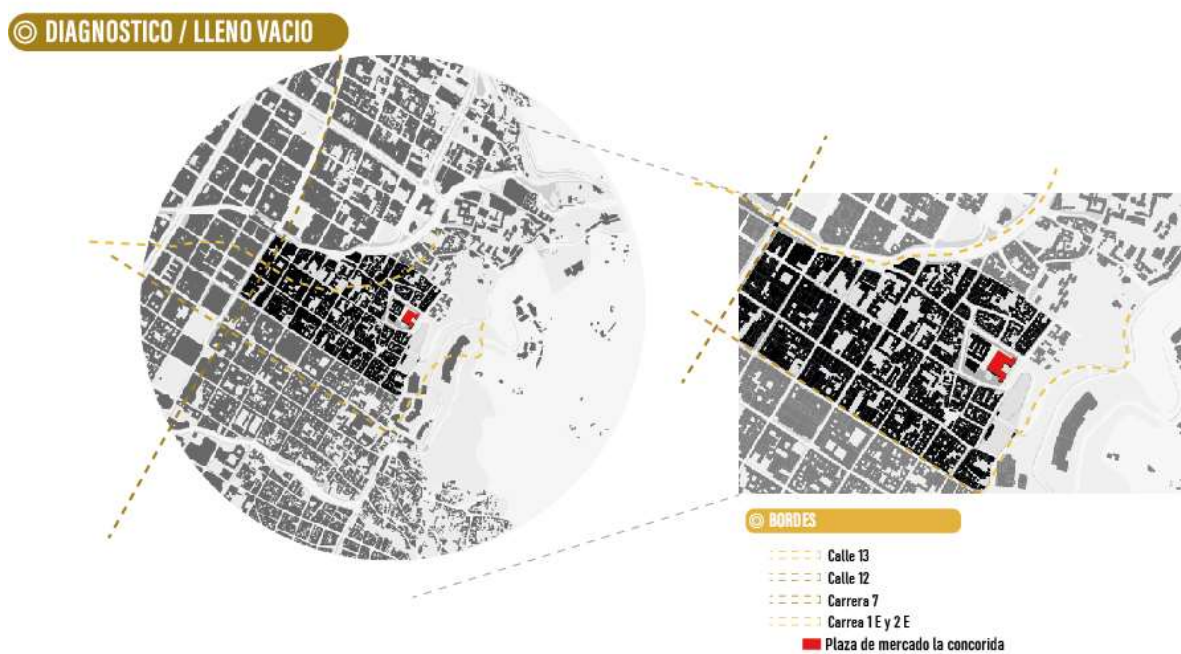 DIAGNOSTICO / LLENO VACIO
BORDES
Calle 13
Calle 12
Carrera 7
Carrea 1 E y 2 E
Plaza de mercado la concorida